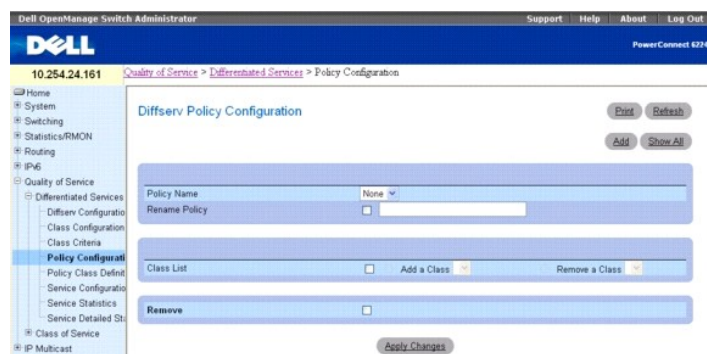 Dell OpenManage Switch Administrator
Support Help About Log Out
DELL
PowerConnect 6224
10.254.24.161
Quality of Service > Differentiated Services > Policy Configuration
Home
System
Switching
Statistics/RMON
Routing
IPv6
Quality of Service
Differentiated Services
Diffserv Configuratio
Class Configuration
Class Criteria
Policy Configurati
Policy Class Definit
Service Configuratio
Service Statistics
Service Detailed Sta
Class of Service
IP Multicast
Diffserv Policy Configuration
Print Refresh
Add Show All
Policy Name None
Rename Policy
Class List Add a Class Remove a Class
Remove
Apply Changes